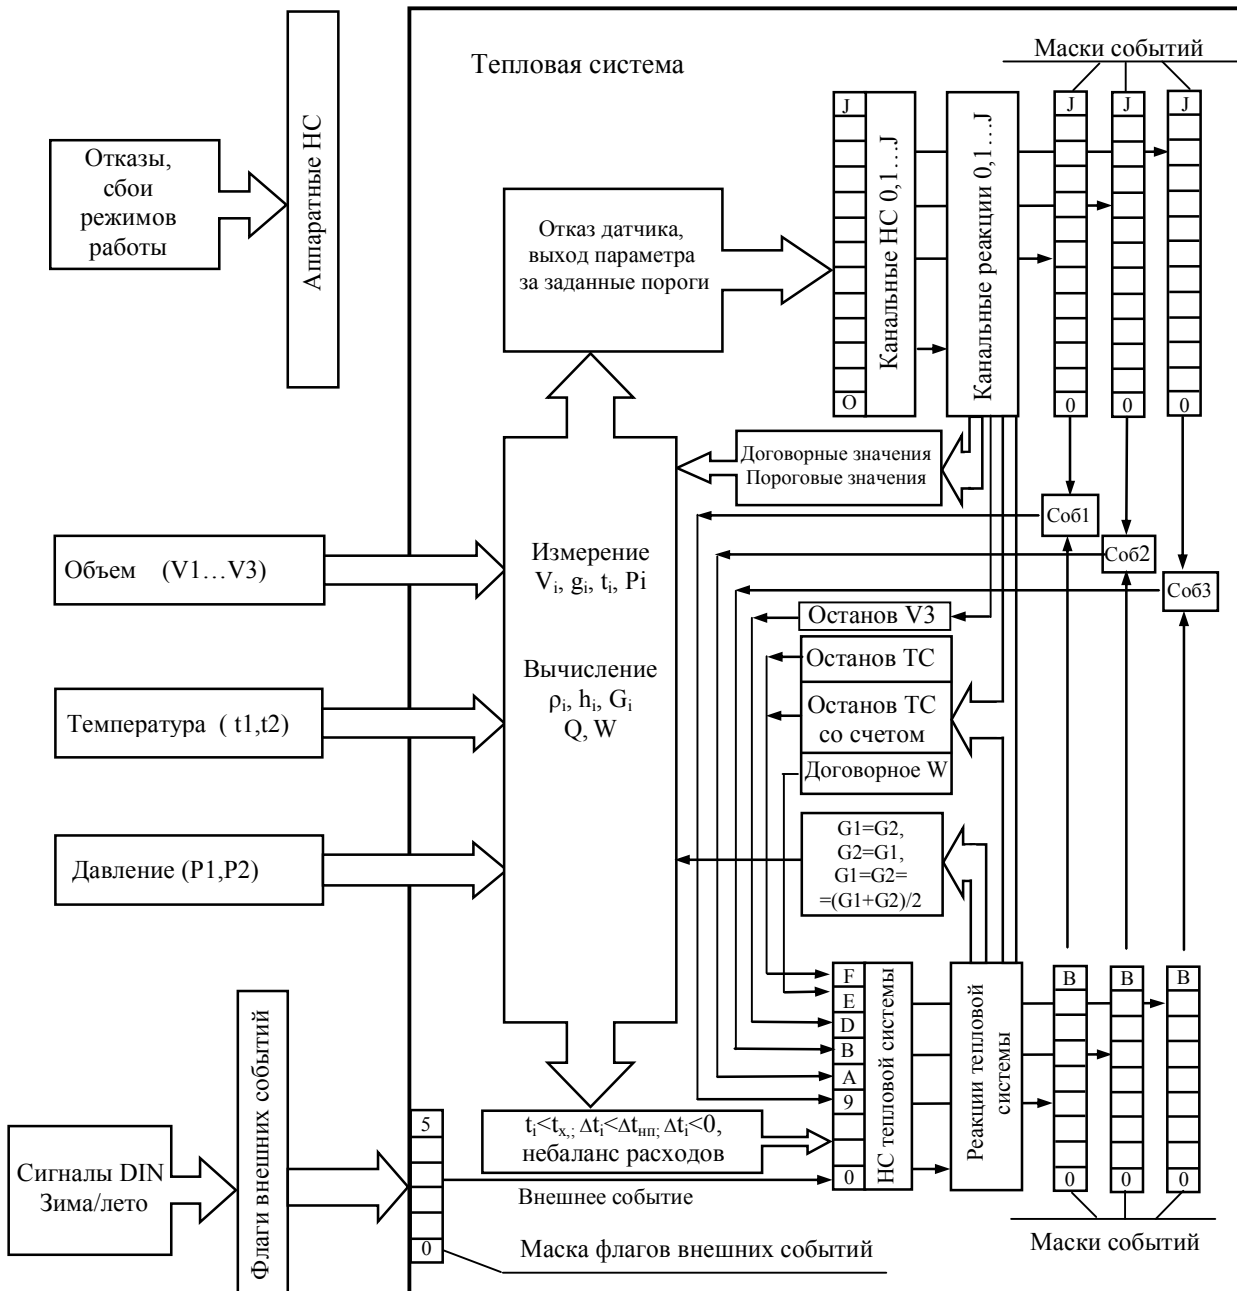 Маски событий
Тепловая система
J
J
J
J
Отказы,
сбои
режимов
работы
Аппаратные НС
Отказ датчика,
выход параметра
за заданные пороги
Канальные НС 0,1…J
Канальные реакции 0,1…J
O
0
0
0
Договорные значения
Пороговые значения
Соб1
Соб2
Соб3
Объем (V1…V3)
Измерение
Vi, gi, ti, Pi
Останов V3
Останов ТС
Вычисление
ρi, hi, Gi
Q, W
Температура ( t1,t2)
Останов ТС
со счетом
Договорное W
G1=G2,
G2=G1,
G1=G2=
=(G1+G2)/2
Давление (P1,P2)
F
E
D
B
A
9
0
НС тепловой системы
Реакции тепловой
системы
B
B
B
0
0
0
Флаги внешних событий
5
0
ti<tх,; Δti<Δtнп; Δti<0,
небаланс расходов
Сигналы DIN
Зима/лето
Внешнее событие
Маска флагов внешних событий
Маски событий